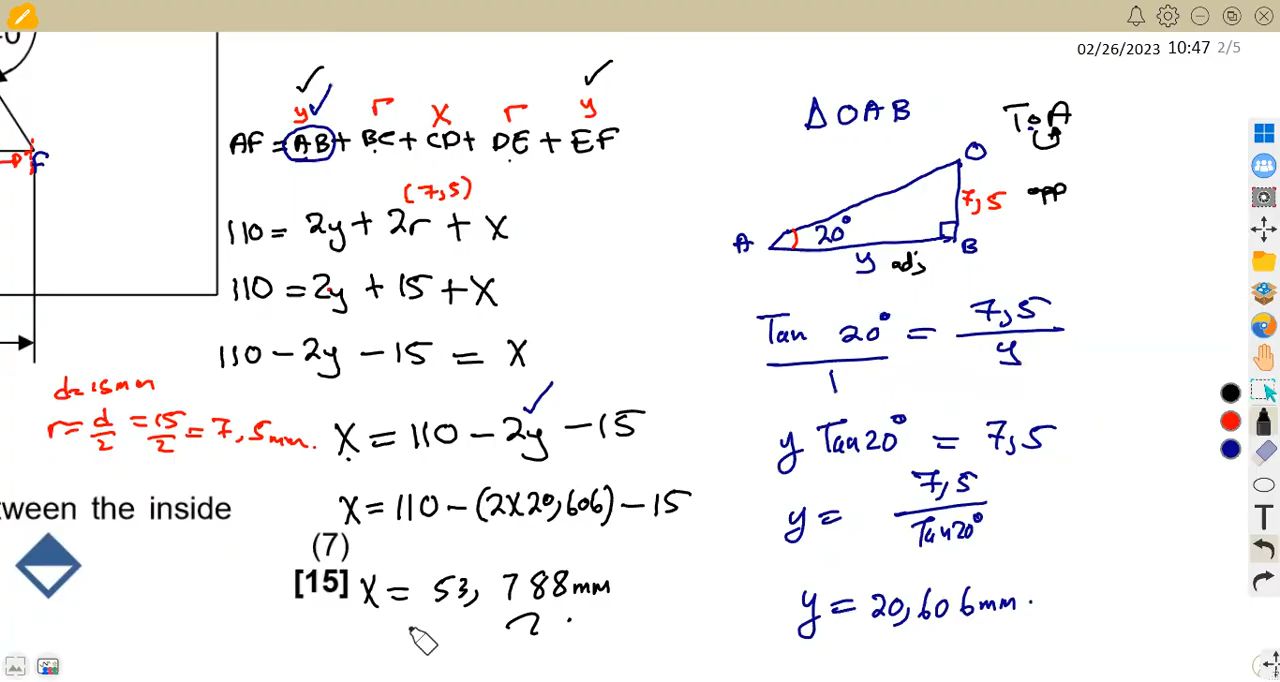 02/26/2023 10:47 2/5
y r x r y
AF = AB + BC + CD + DE + EF
(7,5)
110 = 2y + 2r + x
110 = 2y + 15 + x
110 - 2y - 15 = x
d=15mm
r = d/2 = 15/2 = 7,5mm.
x = 110 - 2y - 15
x = 110 - (2x20,606) - 15
tween the inside
(7)
[15]
x = 53,788mm
F
Δ OAB
ToA
O
7,5 opp
A 20° B
y adj
Tan 20°/1 = 7,5/y
y Tan20° = 7,5
y = 7,5/Tan20°
y = 20,606mm.
T